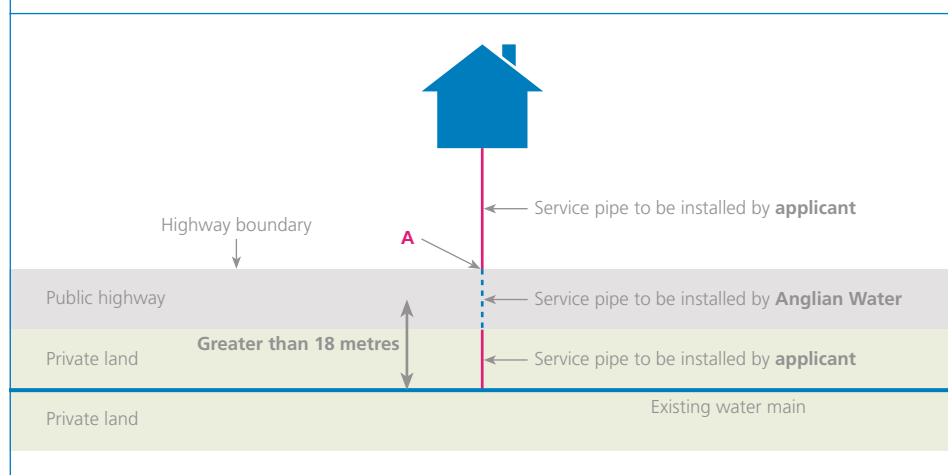 Service pipe to be installed by applicant
Highway boundary
A
Public highway
Service pipe to be installed by Anglian Water
Greater than 18 metres
Private land
Service pipe to be installed by applicant
Existing water main
Private land